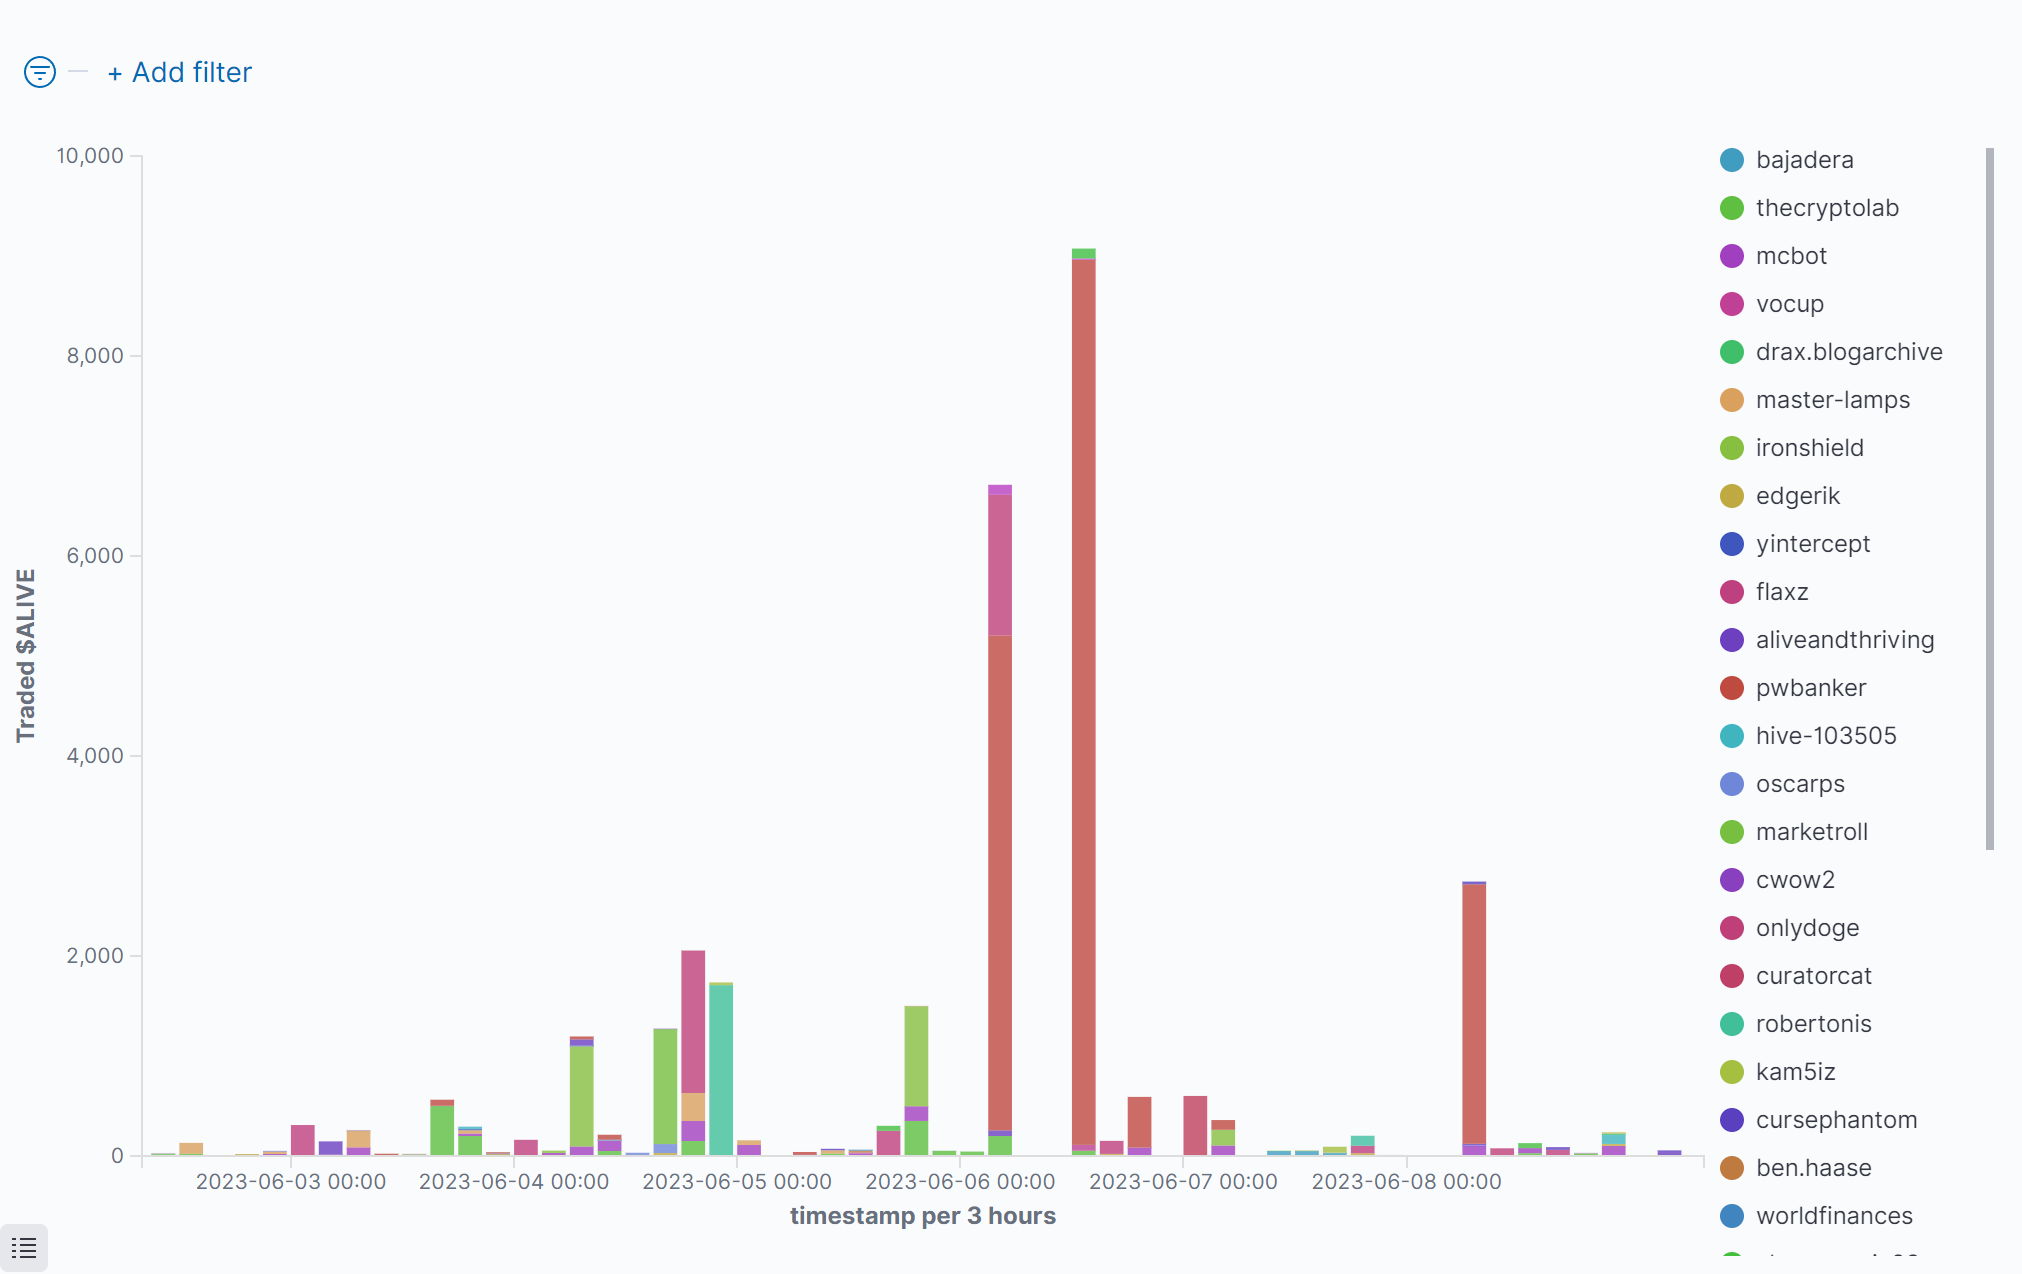 + Add filter
10,000
8,000
6,000
4,000
2,000
0
Traded $ALIVE
2023-06-03 00:00
2023-06-04 00:00
2023-06-05 00:00
2023-06-06 00:00
2023-06-07 00:00
2023-06-08 00:00
timestamp per 3 hours
bajadera
thecryptolab
mcbot
vocup
drax.blogarchive
master-lamps
ironshield
edgerik
yintercept
flaxz
aliveandthriving
pwbanker
hive-103505
oscarps
marketroll
cwow2
onlydoge
curatorcat
robertonis
kam5iz
cursephantom
ben.haase
worldfinances